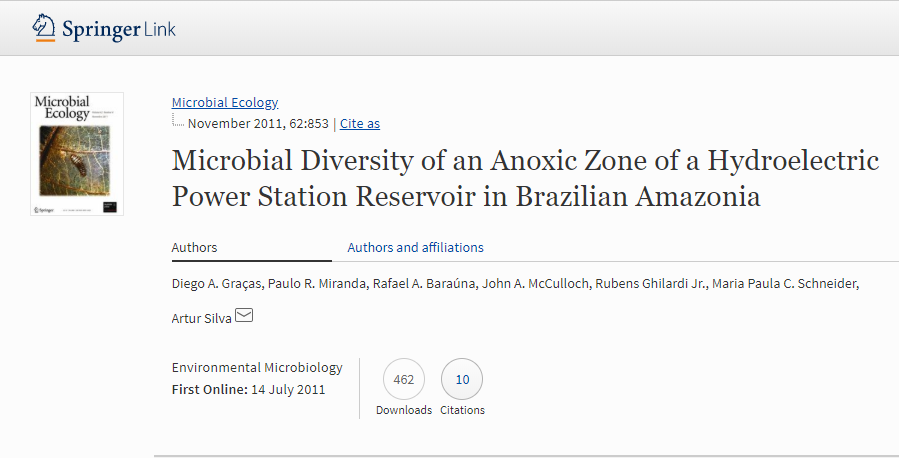 Springer Link
Microbial
Ecology
Springer
Microbial Ecology
November 2011, 62:853 | Cite as
Microbial Diversity of an Anoxic Zone of a Hydroelectric
Power Station Reservoir in Brazilian Amazonia
Authors
Authors and affiliations
Diego A. Graças, Paulo R. Miranda, Rafael A. Baraúna, John A. McCulloch, Rubens Ghilardi Jr., Maria Paula C. Schneider,
Artur Silva
Environmental Microbiology
First Online: 14 July 2011
462
Downloads
10
Citations